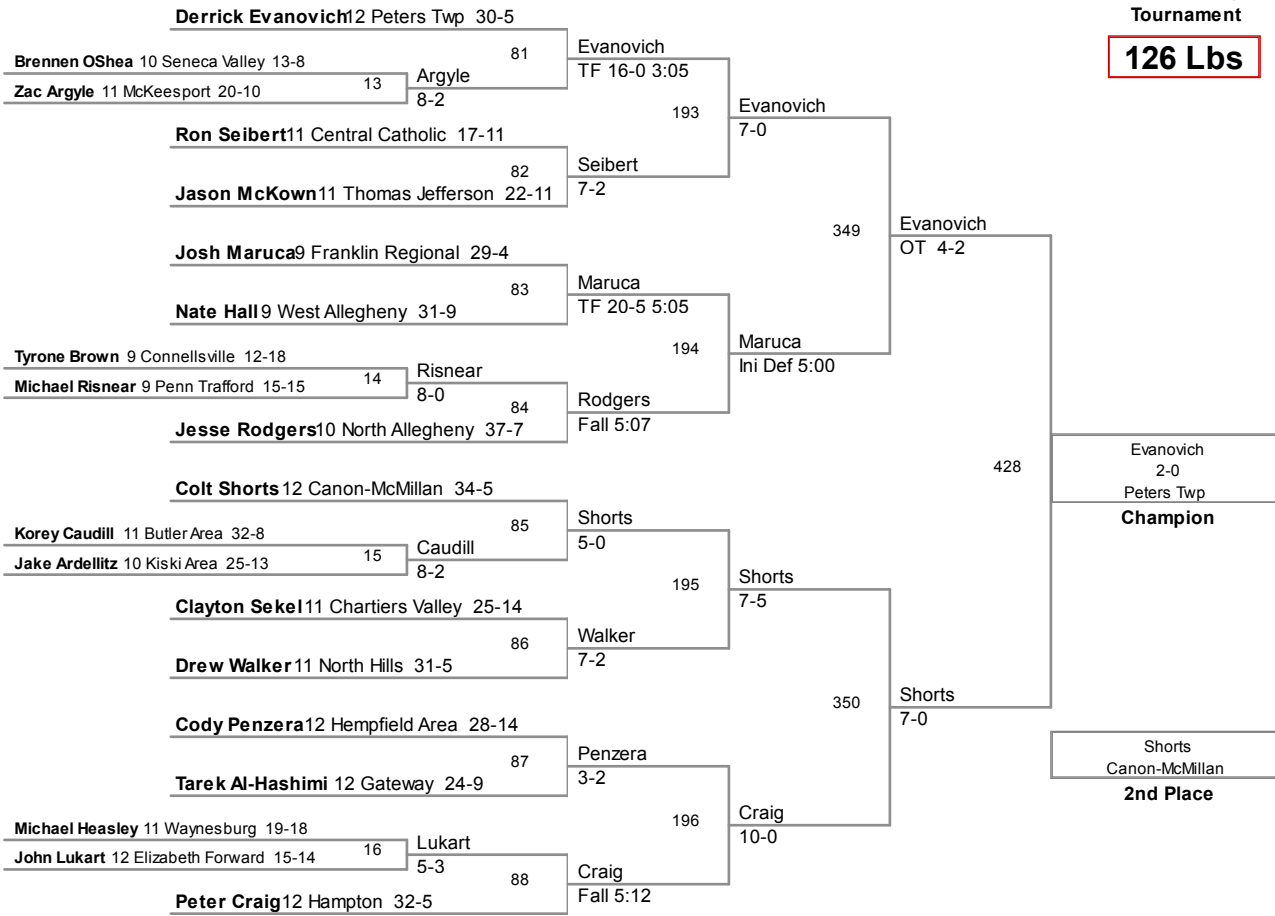 Tournament
126 Lbs
Derrick Evanovich 12 Peters Twp 30-5
81
Evanovich
TF 16-0 3:05
Brennen OShea 10 Seneca Valley 13-8
13
Argyle
8-2
Zac Argyle 11 McKeesport 20-10
193
Evanovich
7-0
Ron Seibert 11 Central Catholic 17-11
82
Seibert
7-2
Jason McKown 11 Thomas Jefferson 22-11
349
Evanovich
OT 4-2
Josh Maruca 9 Franklin Regional 29-4
83
Maruca
TF 20-5 5:05
Nate Hall 9 West Allegheny 31-9
194
Maruca
Inj Def 5:00
Tyrone Brown 9 Connellsville 12-18
14
Risnear
8-0
Michael Risnear 9 Penn Trafford 15-15
84
Rodgers
Fall 5:07
Jesse Rodgers 10 North Allegheny 37-7
428
Evanovich
2-0
Peters Twp
Champion
Colt Shorts 12 Canon-McMillan 34-5
85
Shorts
5-0
Korey Caudill 11 Butler Area 32-8
15
Caudill
8-2
Jake Ardellitz 10 Kiski Area 25-13
195
Shorts
7-5
Clayton Sekel 11 Chartiers Valley 25-14
86
Walker
7-2
Drew Walker 11 North Hills 31-5
350
Shorts
7-0
Cody Penzera 12 Hempfield Area 28-14
87
Penzera
3-2
Tarek Al-Hashimi 12 Gateway 24-9
196
Craig
10-0
Michael Heasley 11 Waynesburg 19-18
16
Lukart
5-3
John Lukart 12 Elizabeth Forward 15-14
88
Craig
Fall 5:12
Peter Craig 12 Hampton 32-5
Shorts
Canon-McMillan
2nd Place